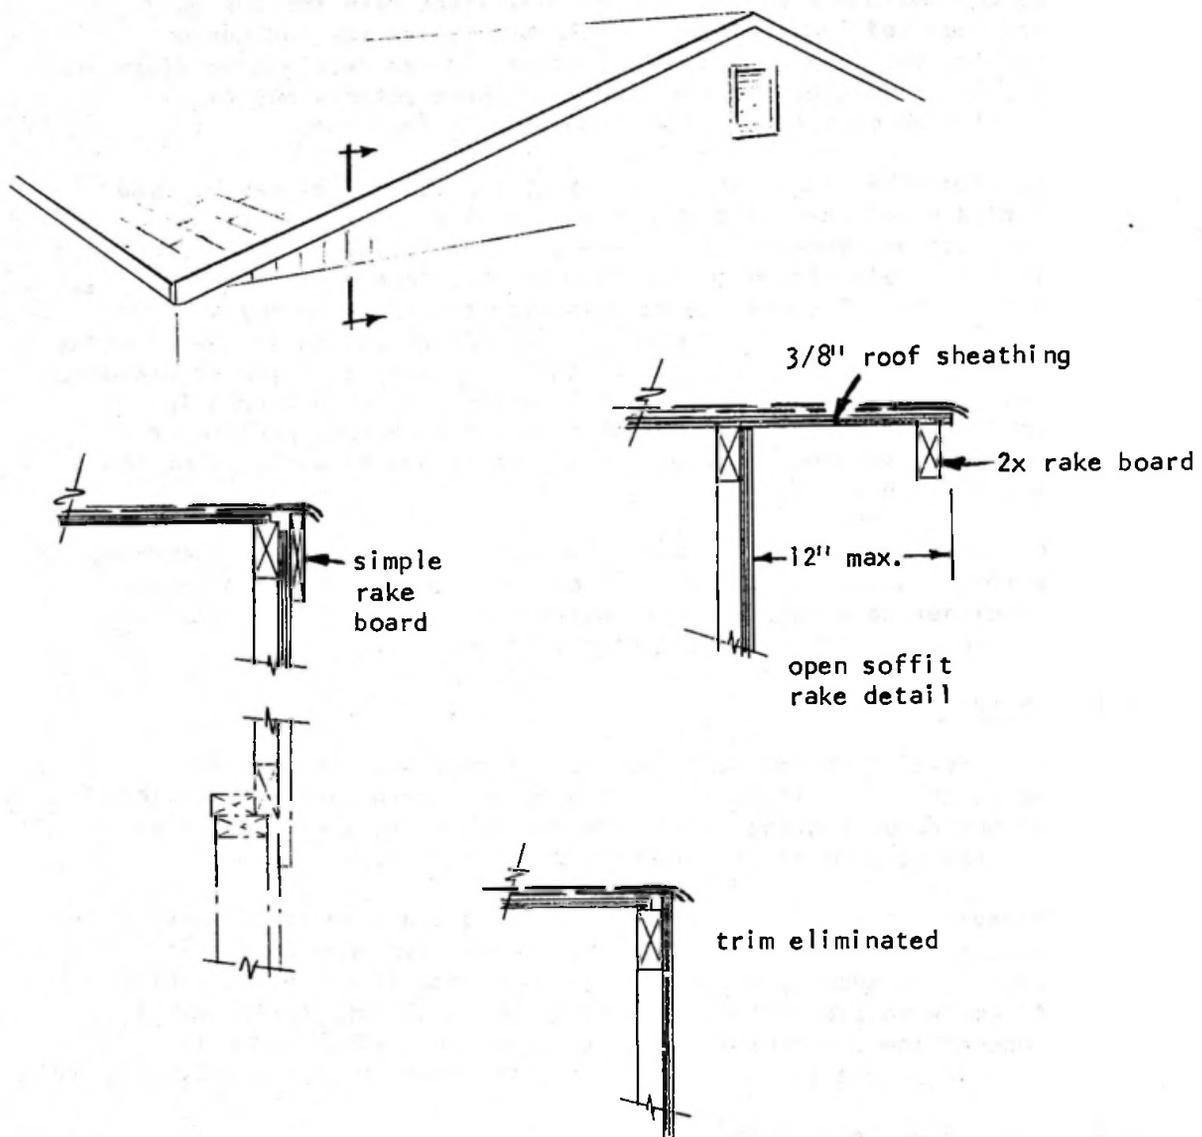 3/8" roof sheathing
2x rake board
12" max.
simple
rake
board
open soffit
rake detail
trim eliminated